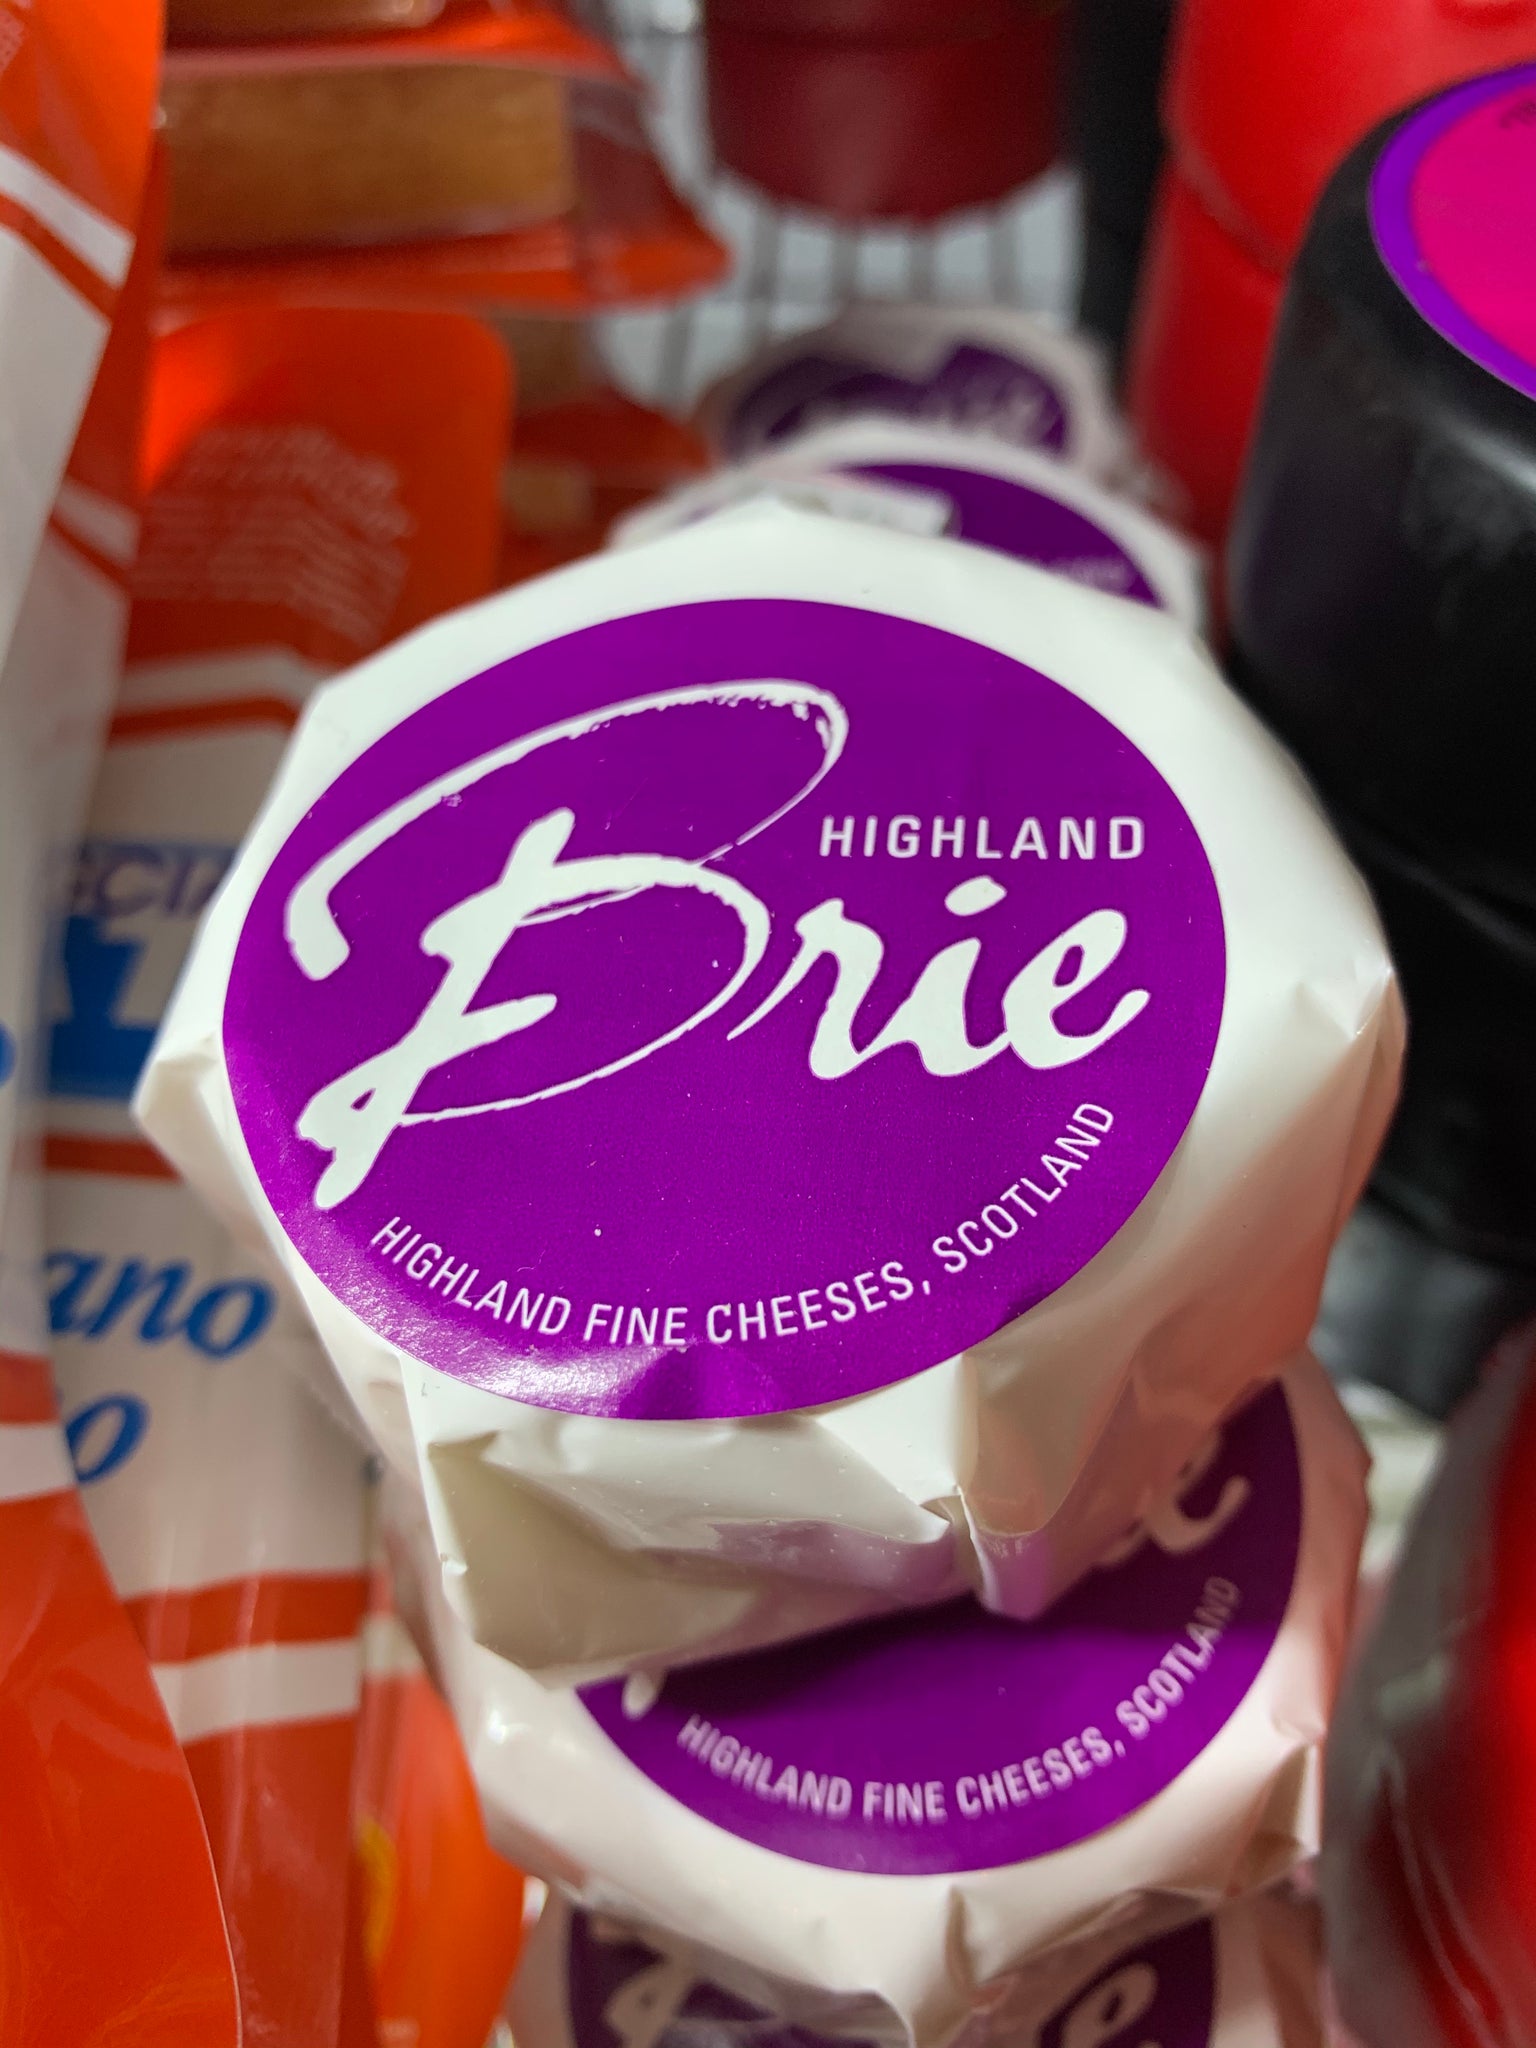 HIGHLAND
Brie
HIGHLAND FINE CHEESES, SCOTLAND
HIGHLAND FINE CHEESES, SCOTLAND